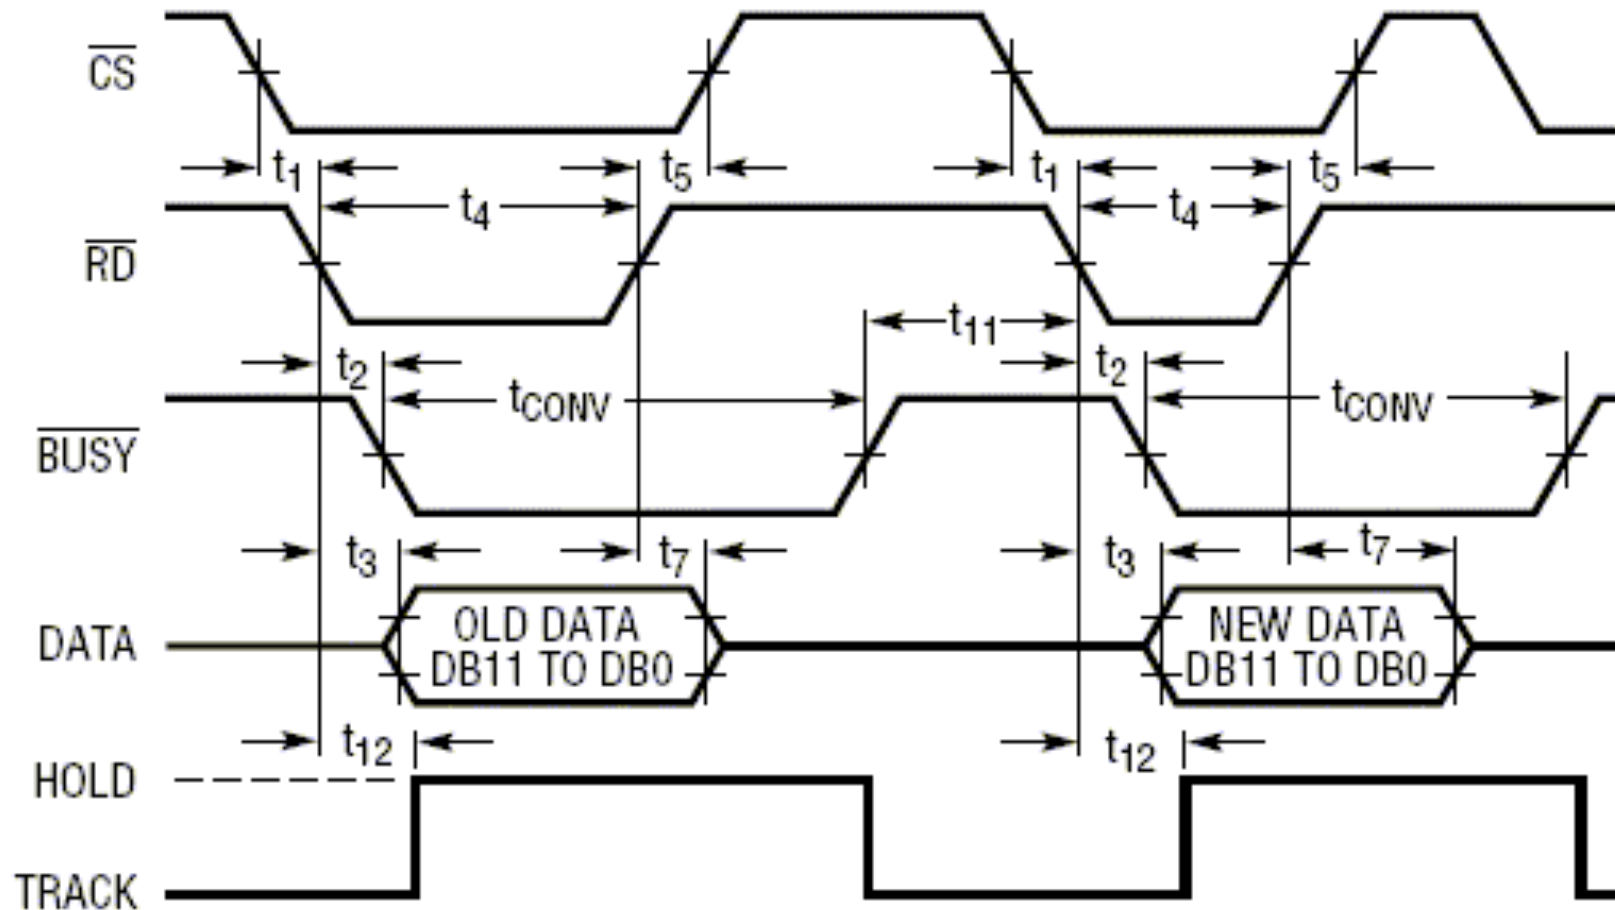 CS
t1 t5 t1 t5
t4 t4
RD
t11
t2 t2
tCONV tCONV
BUSY
t3 t7 t3 t7
OLD DATA NEW DATA
DATA
DB11 TO DB0 DB11 TO DB0
t12 t12
HOLD
TRACK